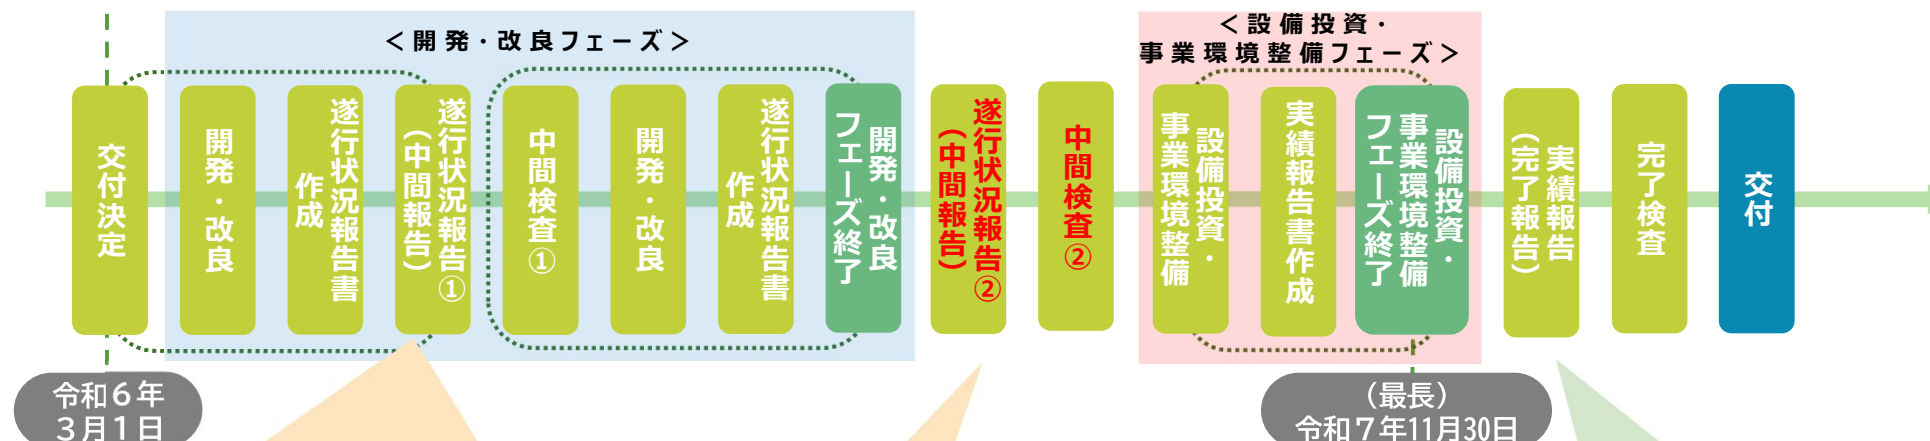 ＜開発・改良フェーズ＞
＜設備投資・
事業環境整備フェーズ＞
交付決定
開発・改良
遂行状況報告書
作成
遂行状況報告①
（中間報告）
中間検査①
開発・改良
遂行状況報告書
作成
開発・改良
フェーズ終了
遂行状況報告②
（中間報告）
中間検査②
設備投資・
事業環境整備
実績報告書作成
設備投資・
事業環境整備
フェーズ終了
実績報告
（完了報告）
完了検査
交付
令和６年
３月１日
（最長）
令和７年11月30日